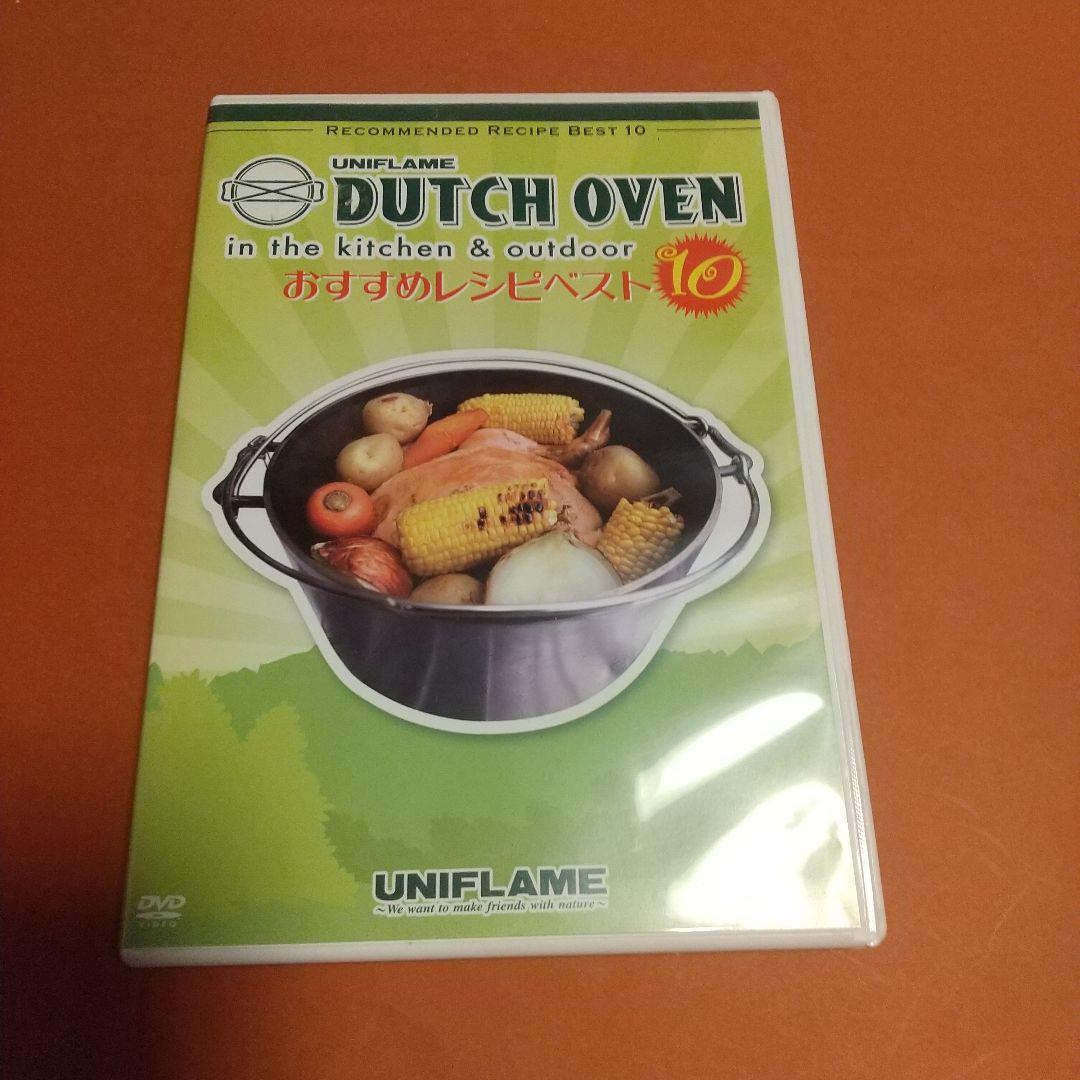 RECOMMENDED RECIPE BEST 10
UNIFLAME
DUTCH OVEN
in the kitchen & outdoor
おすすめレシピベスト10
UNIFLAME
~We want to make friends with nature~
DVD
VIDEO